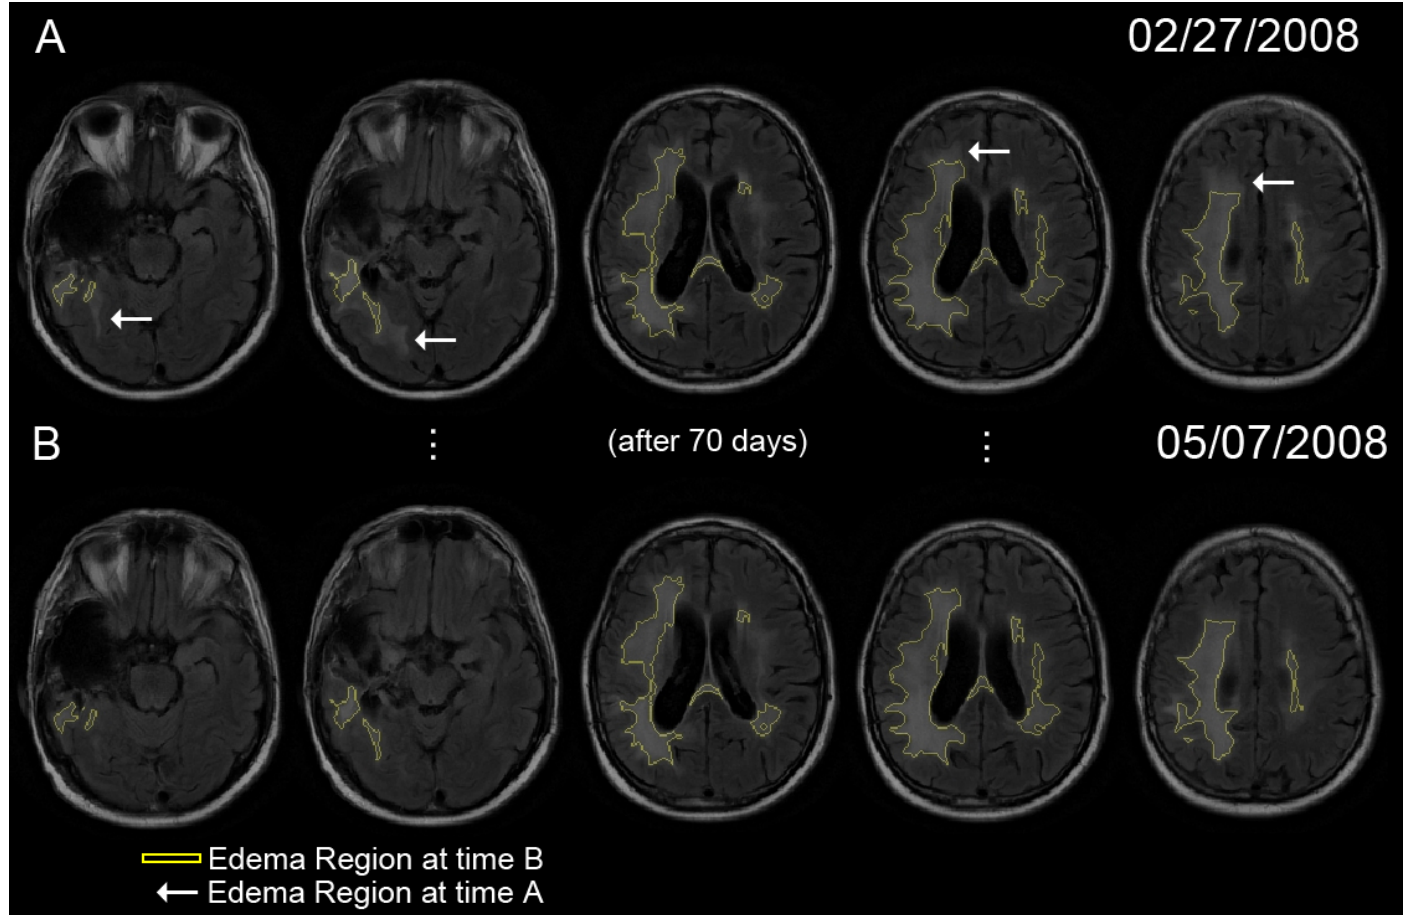 A
02/27/2008
B
⋮
(after 70 days)
⋮
05/07/2008
Edema Region at time B
Edema Region at time A